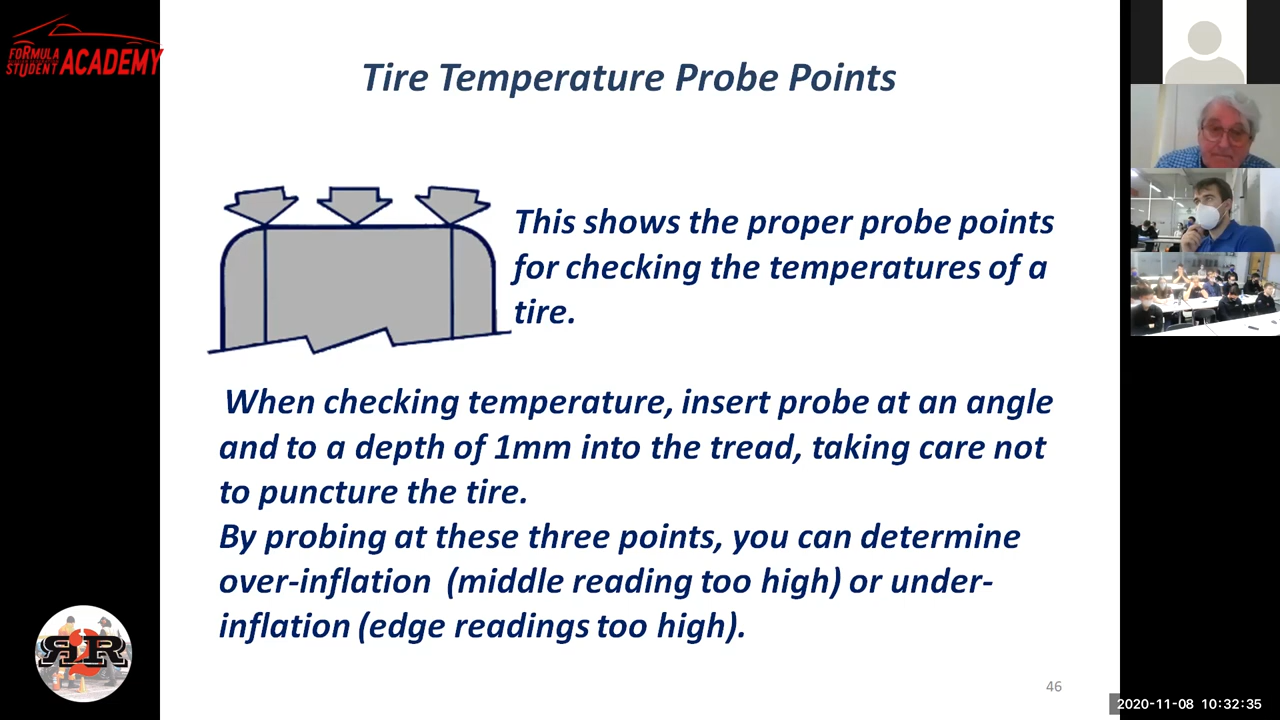 FORMULA
STUDENT ACADEMY
Tire Temperature Probe Points
This shows the proper probe points
for checking the temperatures of a
tire.
When checking temperature, insert probe at an angle
and to a depth of 1mm into the tread, taking care not
to puncture the tire.
By probing at these three points, you can determine
over-inflation (middle reading too high) or under-
inflation (edge readings too high).
R2R
46
2020-11-08 10:32:35